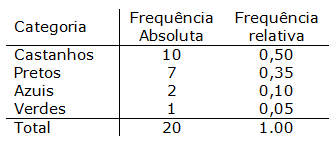 Categoria Frequência Absoluta Frequência relativa
Castanhos 10 0,50
Pretos 7 0,35
Azuis 2 0,10
Verdes 1 0,05
Total 20 1.00